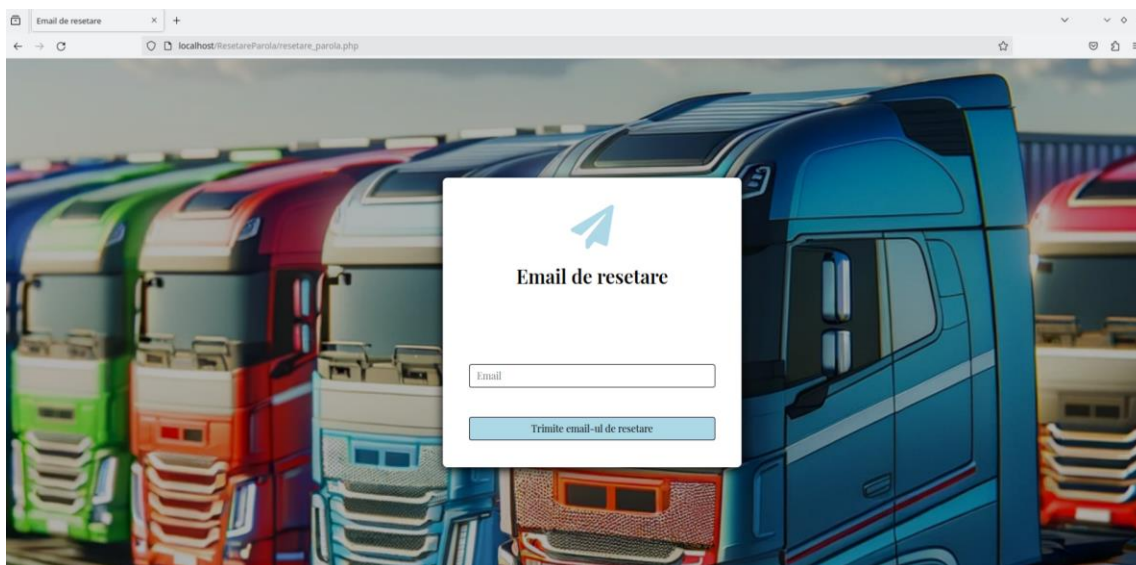 Email de resetare
localhost/ResetareParola/resetare_parola.php
Email de resetare
Email
Trimite email-ul de resetare